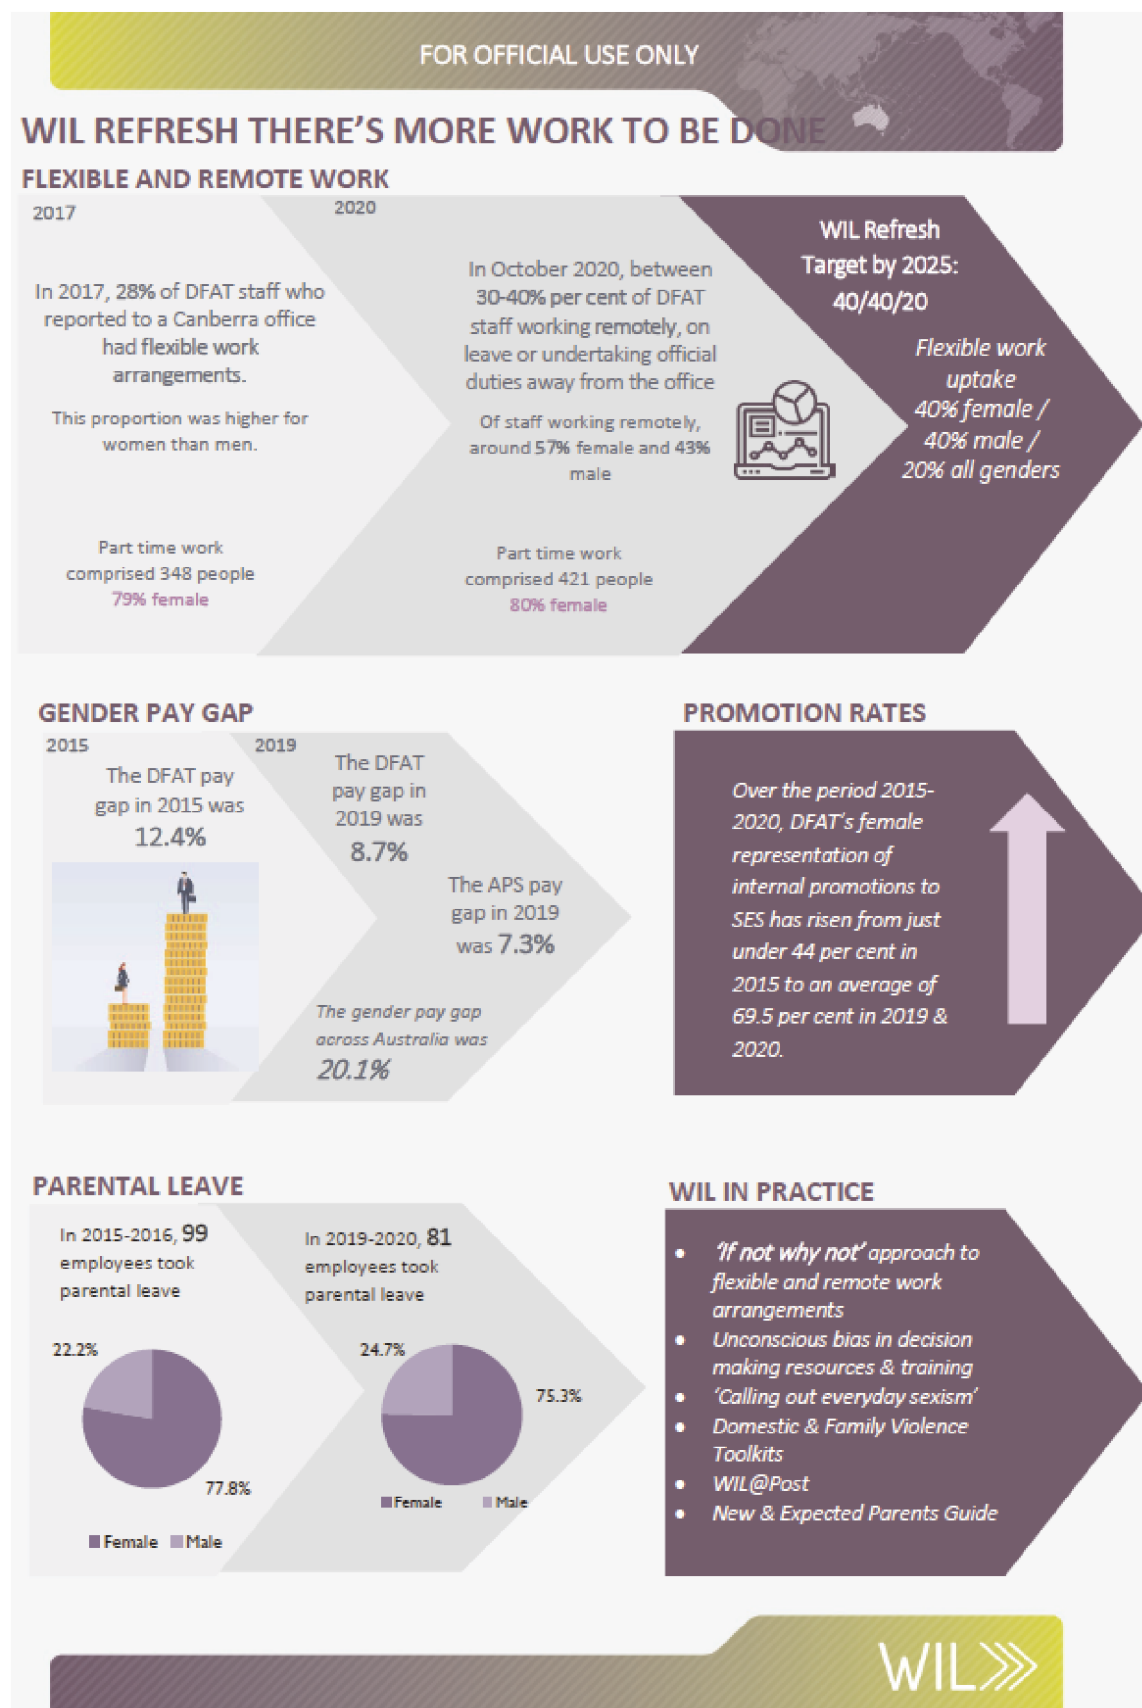 FOR OFFICIAL USE ONLY
WIL REFRESH THERE'S MORE WORK TO BE DONE
FLEXIBLE AND REMOTE WORK
2017
In 2017, 28% of DFAT staff who
reported to a Canberra office
had flexible work
arrangements.
This proportion was higher for
women than men.
Part time work
comprised 348 people
79% female
2020
In October 2020, between
30-40% per cent of DFAT
staff working remotely, on
leave or undertaking official
duties away from the office
Of staff working remotely,
around 57% female and 43%
male
Part time work
comprised 421 people
80% female
WIL Refresh
Target by 2025:
40/40/20
Flexible work
uptake
40% female /
40% male /
20% all genders
GENDER PAY GAP
2015
The DFAT pay
gap in 2015 was
12.4%
2019
The DFAT
pay gap in
2019 was
8.7%
The APS pay
gap in 2019
was 7.3%
The gender pay gap
across Australia was
20.1%
PROMOTION RATES
Over the period 2015-
2020, DFAT's female
representation of
internal promotions to
SES has risen from just
under 44 per cent in
2015 to an average of
69.5 per cent in 2019 &
2020.
PARENTAL LEAVE
In 2015-2016, 99
employees took
parental leave
22.2%
77.8%
Female Male
In 2019-2020, 81
employees took
parental leave
24.7%
75.3%
Female Male
WIL IN PRACTICE
• 'If not why not' approach to
flexible and remote work
arrangements
• Unconscious bias in decision
making resources & training
• 'Calling out everyday sexism'
• Domestic & Family Violence
Toolkits
• WIL@Post
• New & Expected Parents Guide
WIL